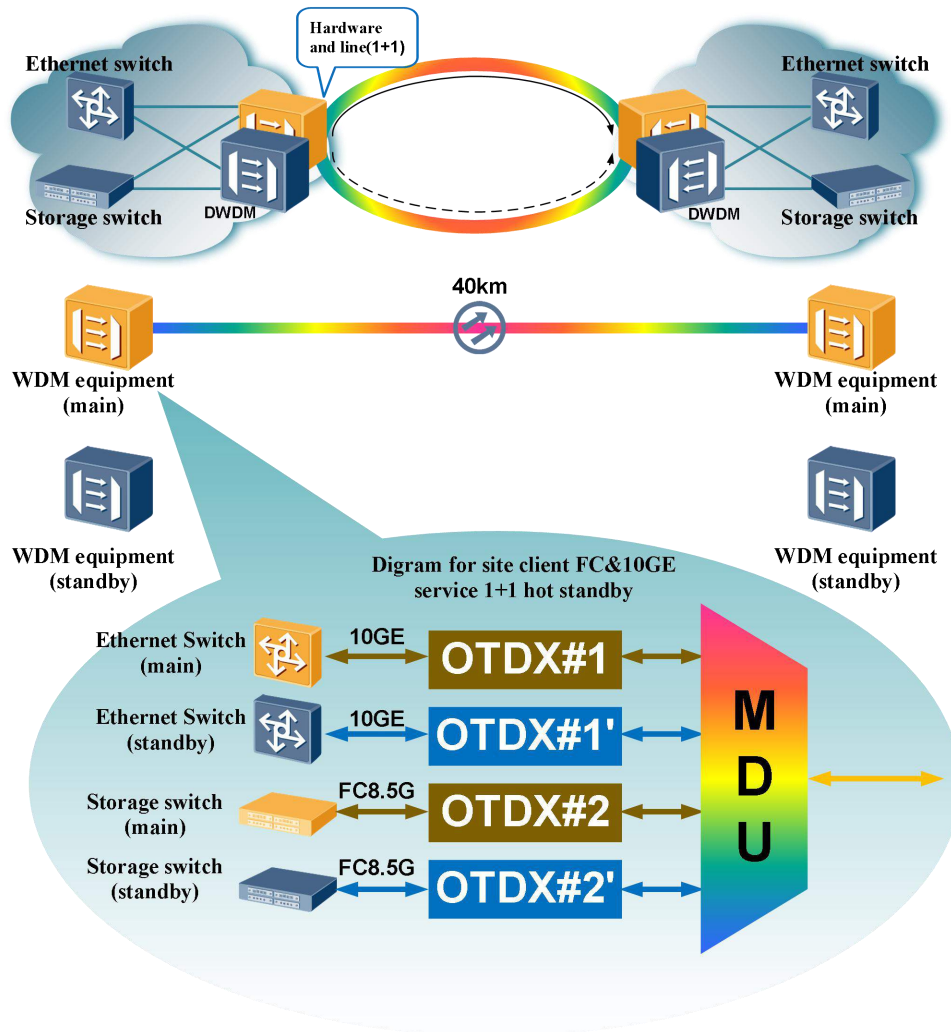 Hardware
and line(1+1)
Ethernet switch
Ethernet switch
Storage switch
DWDM
DWDM
Storage switch
40km
WDM equipment
(main)
WDM equipment
(main)
WDM equipment
(standby)
WDM equipment
(standby)
Digram for site client FC&10GE
service 1+1 hot standby
Ethernet Switch
(main)
10GE
OTDX#1
Ethernet Switch
(standby)
10GE
OTDX#1'
Storage switch
(main)
FC8.5G
OTDX#2
Storage switch
(standby)
FC8.5G
OTDX#2'
M
D
U